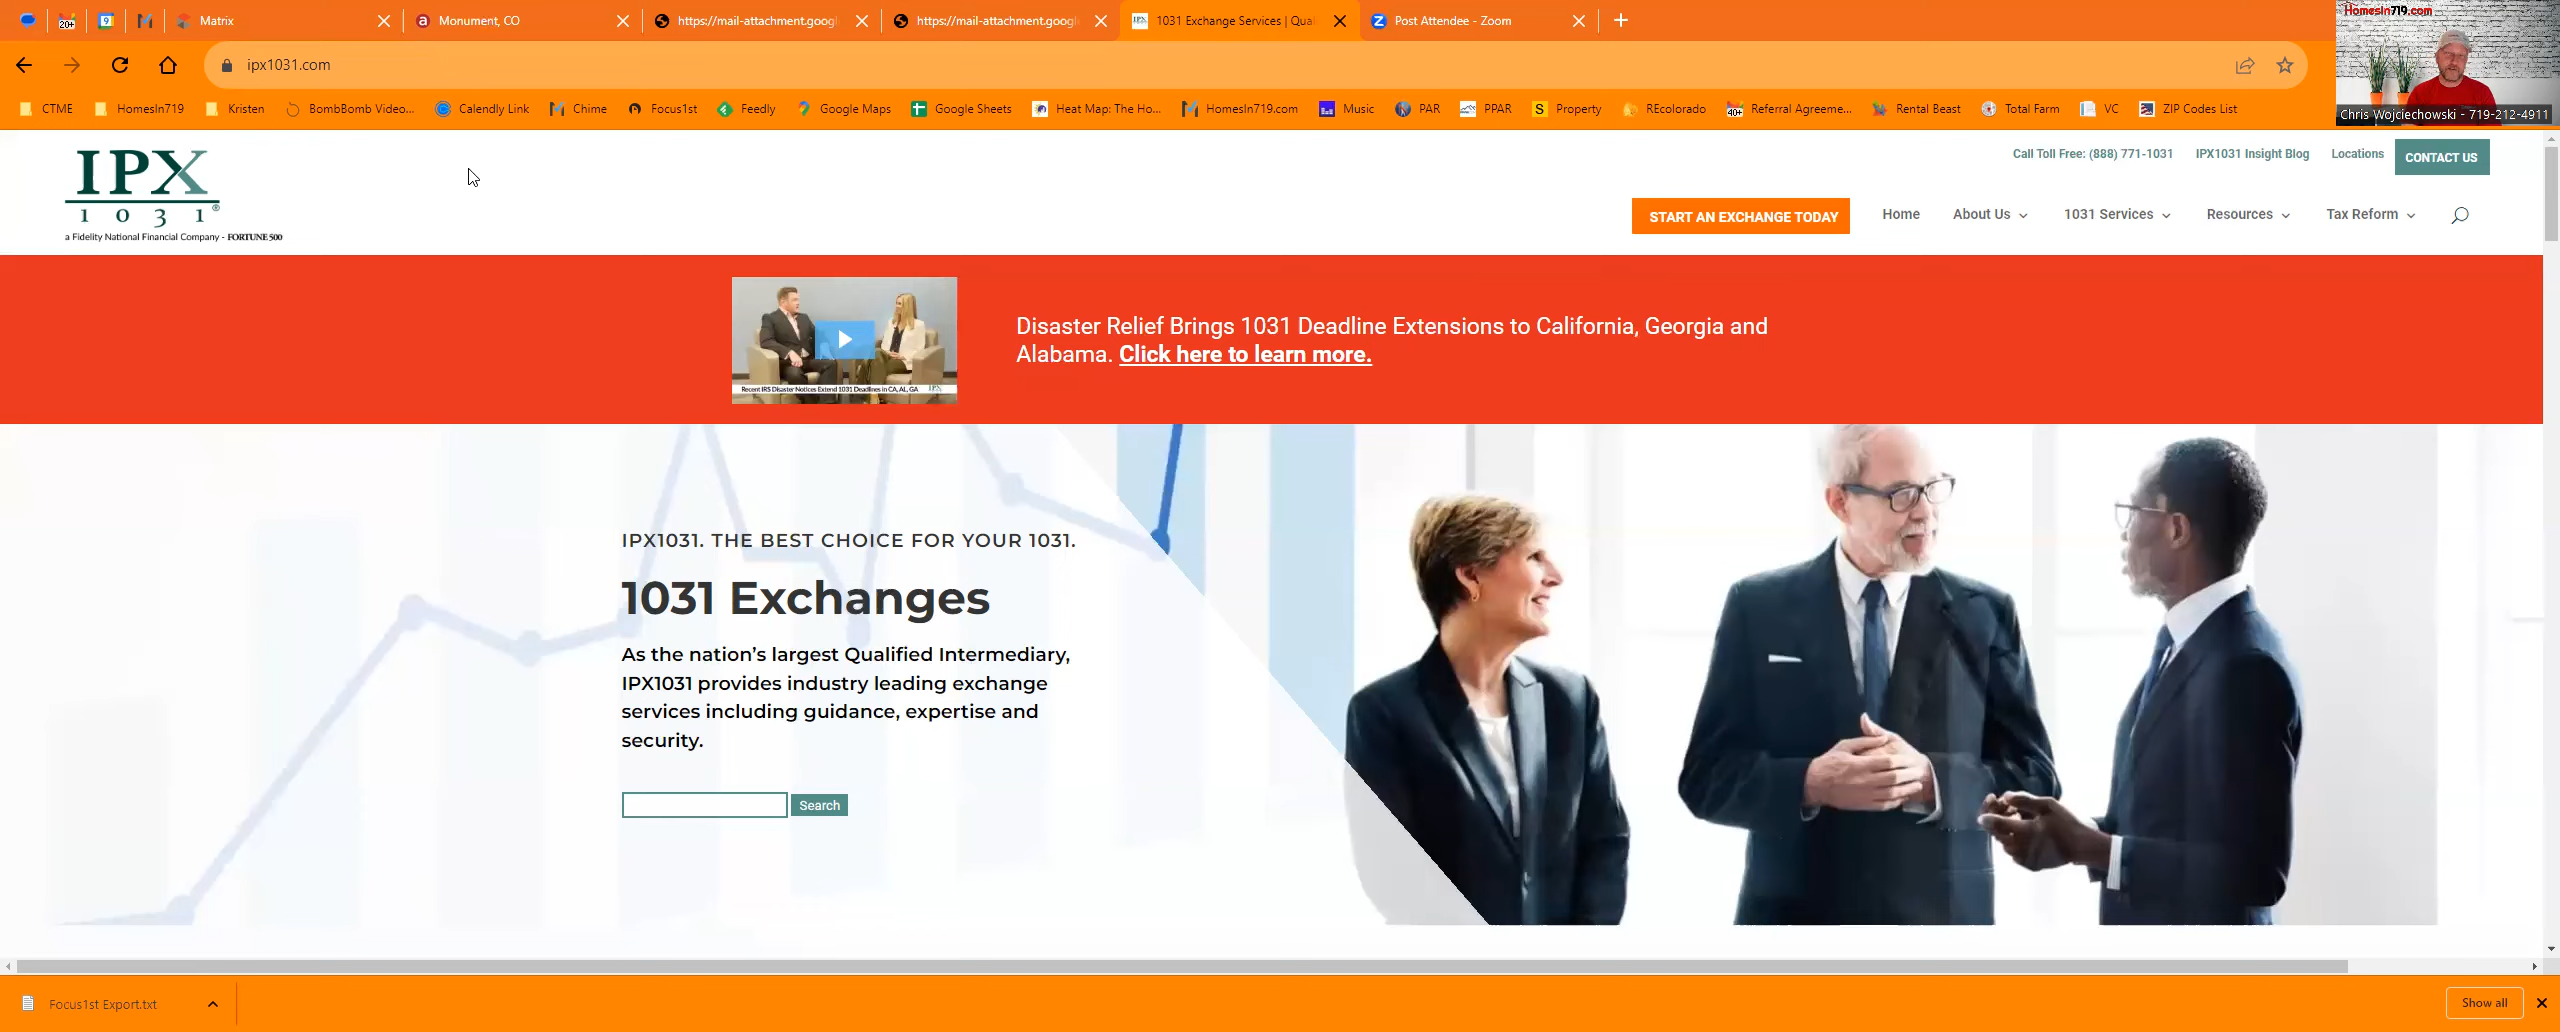 20+
9
Matrix
Monument, CO
https://mail-attachment.googl
https://mail-attachment.googl
1031 Exchange Services | Qual
Post Attendee - Zoom
HomesIn719.com
ipx1031.com
CTME
HomesIn719
Kristen
BombBomb Video...
Calendly Link
Chime
Focus1st
Feedly
Google Maps
Google Sheets
Heat Map: The Ho...
HomesIn719.com
Music
PAR
PPAR
Property
REcolorado
40+
Referral Agreeme...
Rental Beast
Total Farm
VC
ZIP Codes List
Chris Wojciechowski - 719-212-4911
IPX
1031®
a Fidelity National Financial Company - FORTUNE 500
Call Toll Free: (888) 771-1031
IPX1031 Insight Blog
Locations
CONTACT US
START AN EXCHANGE TODAY
Home
About Us
1031 Services
Resources
Tax Reform
Recent IRS Disaster Notices Extend 1031 Deadlines in CA, AL, GA
IPX
Disaster Relief Brings 1031 Deadline Extensions to California, Georgia and
Alabama. Click here to learn more.
IPX1031. THE BEST CHOICE FOR YOUR 1031.
1031 Exchanges
As the nation's largest Qualified Intermediary,
IPX1031 provides industry leading exchange
services including guidance, expertise and
security.
Search
Focus1st Export.txt
Show all